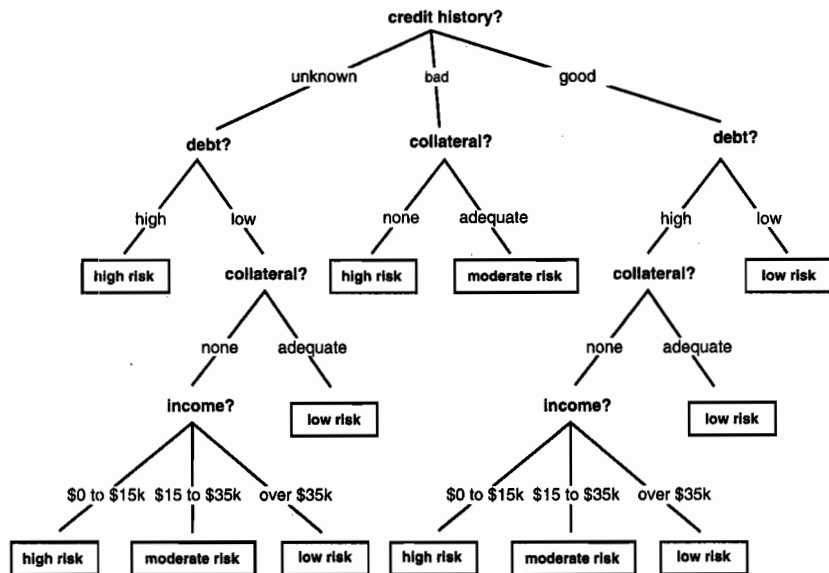 credit history?
unknown bad good
debt? collateral? debt?
high low none adequate high low
high risk collateral? high risk moderate risk collateral? low risk
none adequate none adequate
income? low risk income? low risk
$0 to $15k $15 to $35k over $35k $0 to $15k $15 to $35k over $35k
high risk moderate risk low risk high risk moderate risk low risk